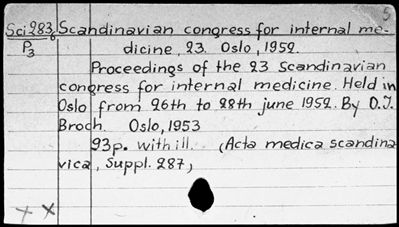 5
Sci283g Scandinavian congress for internal me-
P3 dicine, 23. Oslo, 1952.
Proceedings of the 23 Scandinavian
congress for internal medicine. Held in
Oslo from 26th to 28th june 1952. By O.J.
Broch. Oslo, 1953
93p. with ill. (Acta medica scandina
vica, Suppl. 287)
x x